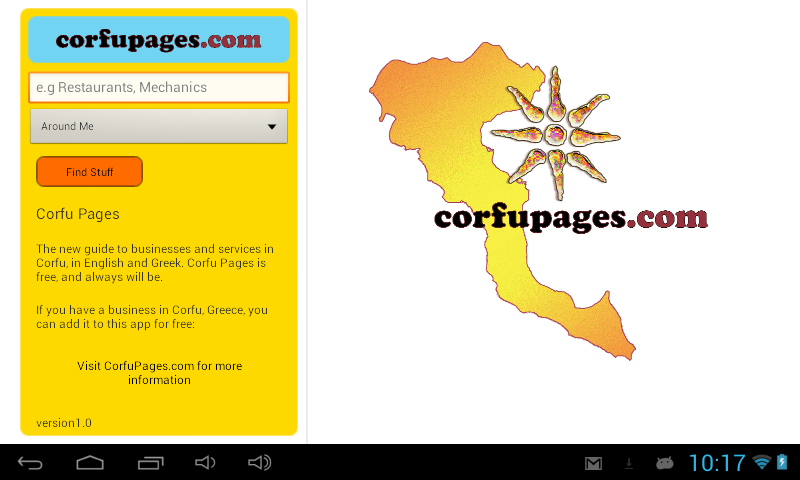 corfupages.com
e.g Restaurants, Mechanics
Around Me
Find Stuff
Corfu Pages
The new guide to businesses and services in
Corfu, in English and Greek. Corfu Pages is
free, and always will be.
If you have a business in Corfu, Greece, you
can add it to this app for free:
Visit CorfuPages.com for more
information
version1.0
corfupages.com
10:17